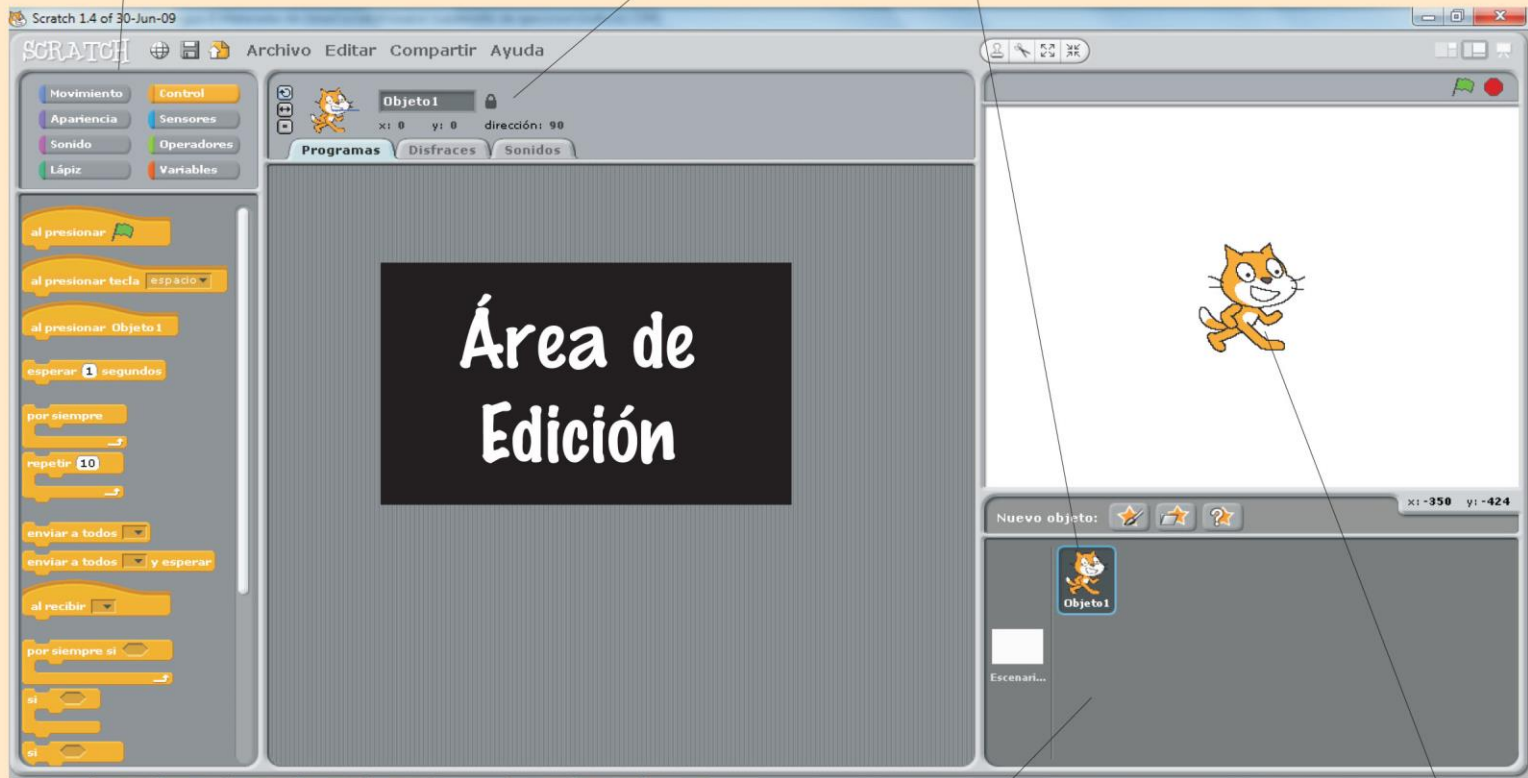 Scratch 1.4 of 30-Jun-09
SCRATCH Archivo Editar Compartir Ayuda
Movimiento Control
Apariencia Sensores
Sonido Operadores
Lápiz Variables
Objeto1
x: 0 y: 0 dirección: 90
Programas Disfraces Sonidos
al presionar
al presionar tecla espacio
al presionar Objeto1
esperar 1 segundos
por siempre
repetir 10
enviar a todos
enviar a todos y esperar
al recibir
por siempre si
si
si
Área de
Edición
x: -350 y: -424
Nuevo objeto:
Objeto1
Escenari...